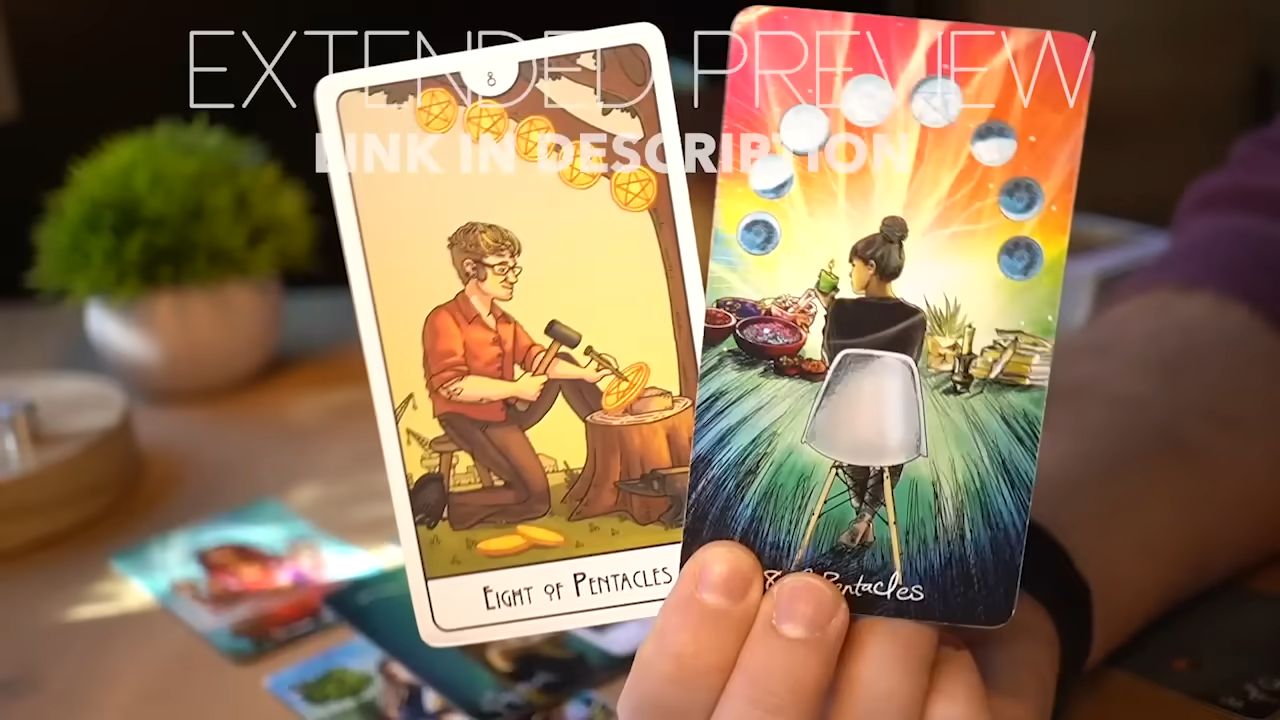 EXTENDED PREVIEW
LINK IN DESCRIPTION
8
EIGHT OF PENTACLES
8 of Pentacles